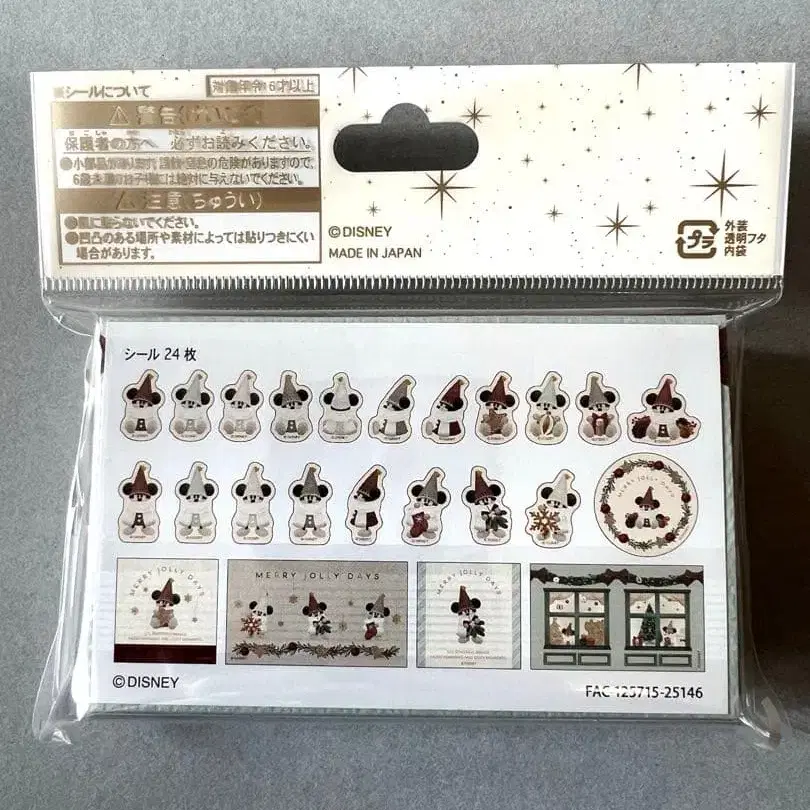 ※シールについて
対象年令 6才以上
⚠警告(けいこく)
保護者の方へ 必ずお読みください。
●小部品があります。誤飲・窒息の危険がありますので、
6歳未満のお子様には絶対に与えないでください。
⚠注意(ちゅうい)
●肌に貼らないでください。
●凹凸のある場所や素材によっては貼りつきにくい
場合があります。
©DISNEY
MADE IN JAPAN
プラ
外装
透明フタ
内袋
シール 24 枚
MERRY JOLLY DAYS
MERRY JOLLY DAYS
MERRY JOLLY DAYS
MERRY JOLLY DAYS
©DISNEY
FAC 125715-25146